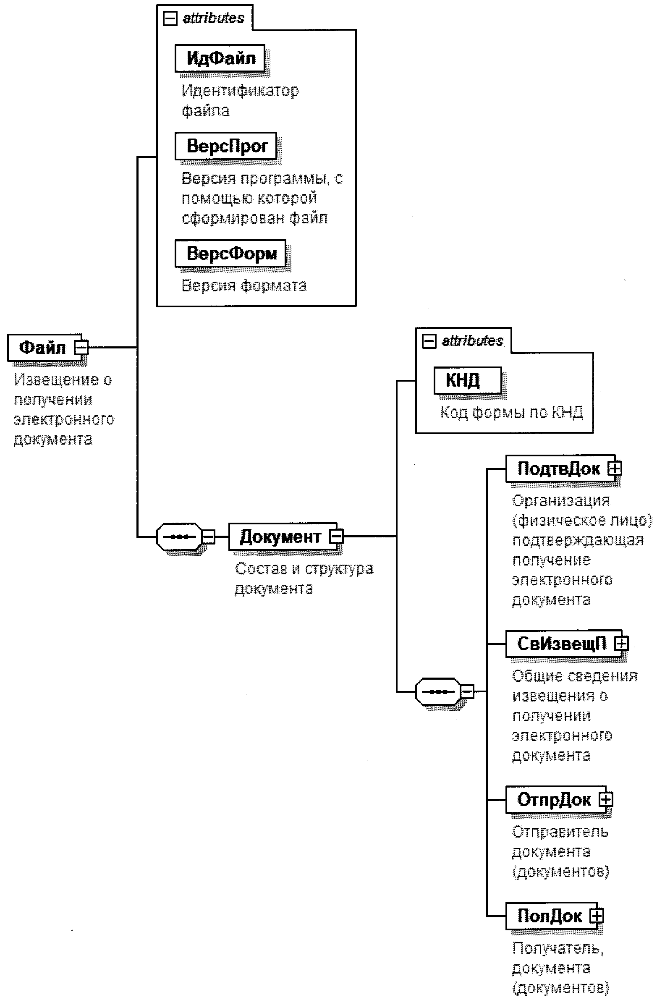 attributes
ИдФайл
Идентификатор
файла
ВерсПрог
Версия программы, с
помощью которой
сформирован файл
ВерсФорм
Версия формата
Файл
Извещение о
получении
электронного
документа
attributes
КНД
Код формы по КНД
Документ
Состав и структура
документа
ПодтвДок
Организация
(физическое лицо)
подтверждающая
получение
электронного
документа
СвИзвещП
Общие сведения
извещения о
получении
электронного
документа
ОтпрДок
Отправитель
документа
(документов)
ПолДок
Получатель,
документа
(документов)